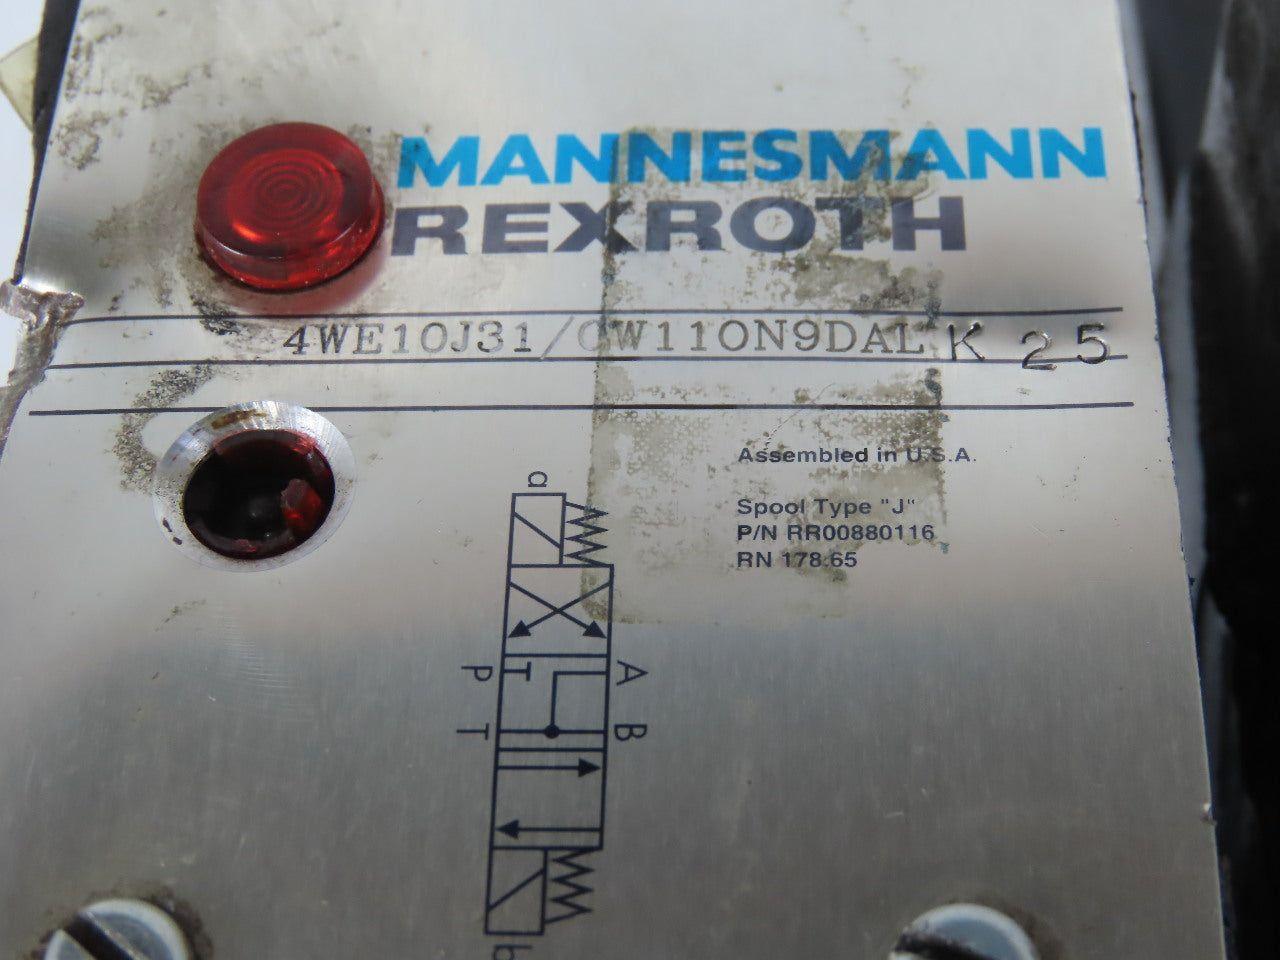 MANNESMANN
REXROTH
4WE10J31/CW110N9DAL K 25
Assembled in U.S.A.
Spool Type "J"
P/N RR00880116
RN 178.65
a
P A
T B
b